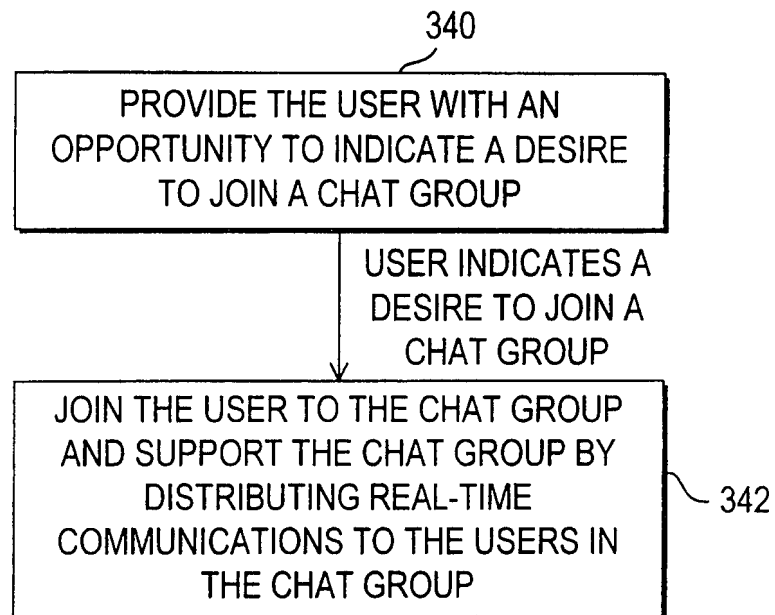 340
PROVIDE THE USER WITH AN
OPPORTUNITY TO INDICATE A DESIRE
TO JOIN A CHAT GROUP
USER INDICATES A
DESIRE TO JOIN A
CHAT GROUP
JOIN THE USER TO THE CHAT GROUP
AND SUPPORT THE CHAT GROUP BY
DISTRIBUTING REAL-TIME
COMMUNICATIONS TO THE USERS IN
THE CHAT GROUP
342